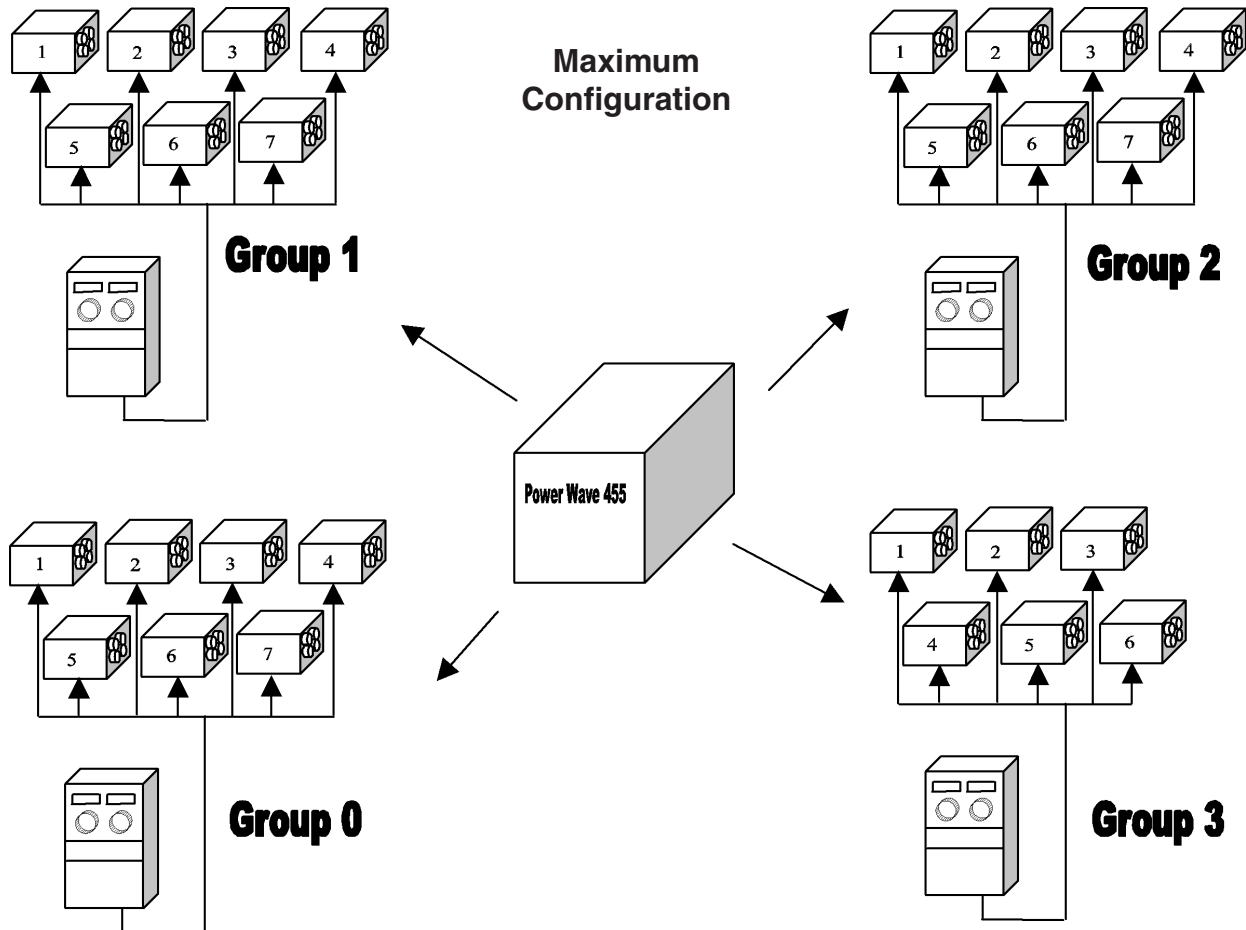 Maximum
Configuration
1 2 3 4
5 6 7
Group 1
1 2 3 4
5 6 7
Group 2
Power Wave 455
1 2 3 4
5 6 7
Group 0
1 2 3
4 5 6
Group 3